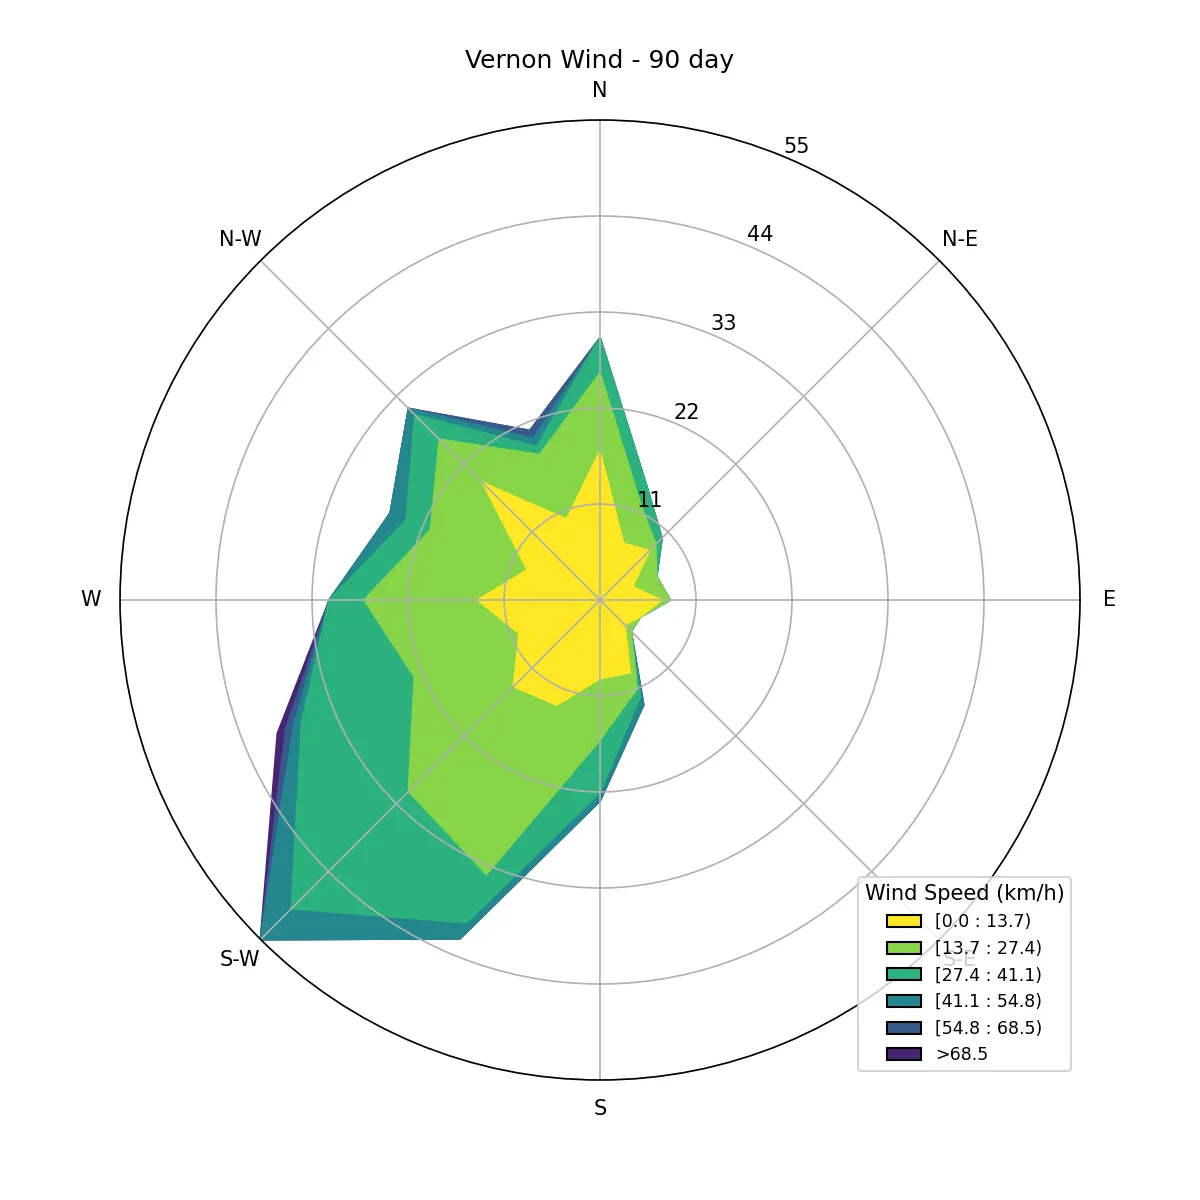 Vernon Wind - 90 day
N
55
N-W
44
N-E
33
22
11
W
E
S-W
S-E
S
Wind Speed (km/h)
[0.0 : 13.7)
[13.7 : 27.4)
[27.4 : 41.1)
[41.1 : 54.8)
[54.8 : 68.5)
>68.5